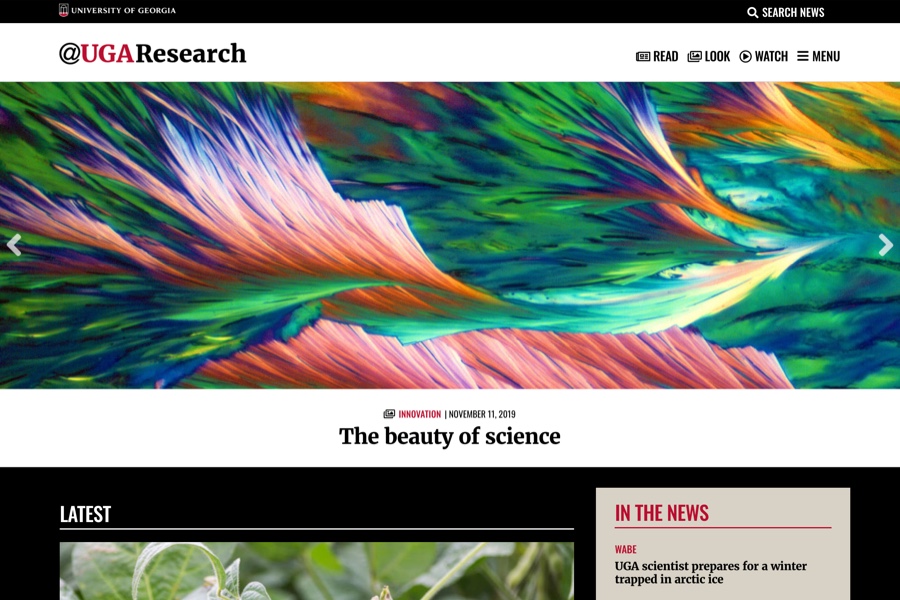 UNIVERSITY OF GEORGIA
SEARCH NEWS
@UGAResearch
READ LOOK WATCH MENU
INNOVATION | NOVEMBER 11, 2019
The beauty of science
LATEST
IN THE NEWS
WABE
UGA scientist prepares for a winter
trapped in arctic ice